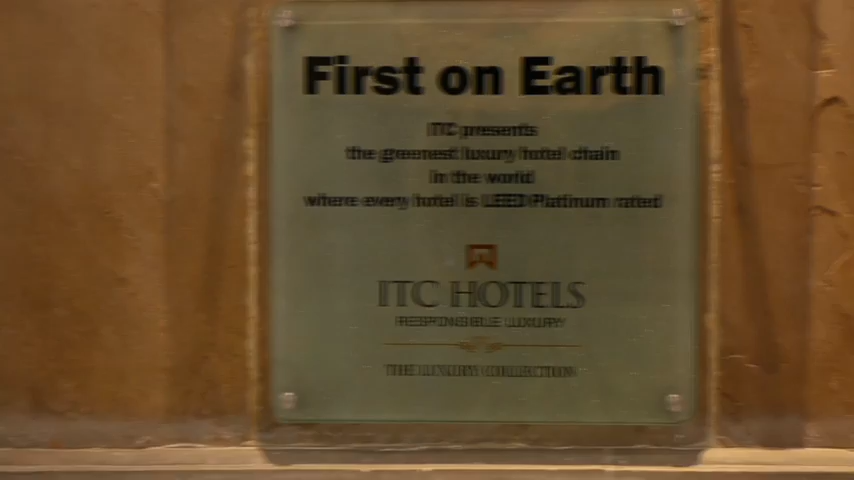 First on Earth
ITC presents
the greenest luxury hotel chain
in the world
where every hotel is LEED Platinum rated
ITC HOTELS
RESPONSIBLE LUXURY
THE LUXURY COLLECTION